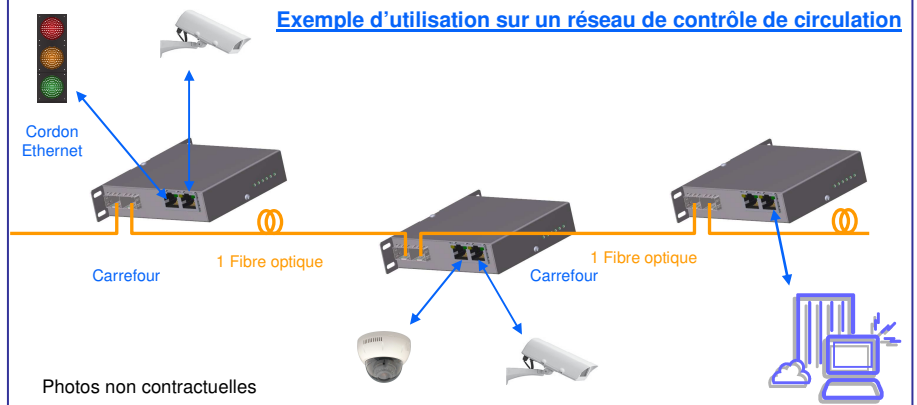 Exemple d'utilisation sur un réseau de contrôle de circulation
Cordon
Ethernet
Carrefour
1 Fibre optique
Carrefour
1 Fibre optique
Photos non contractuelles